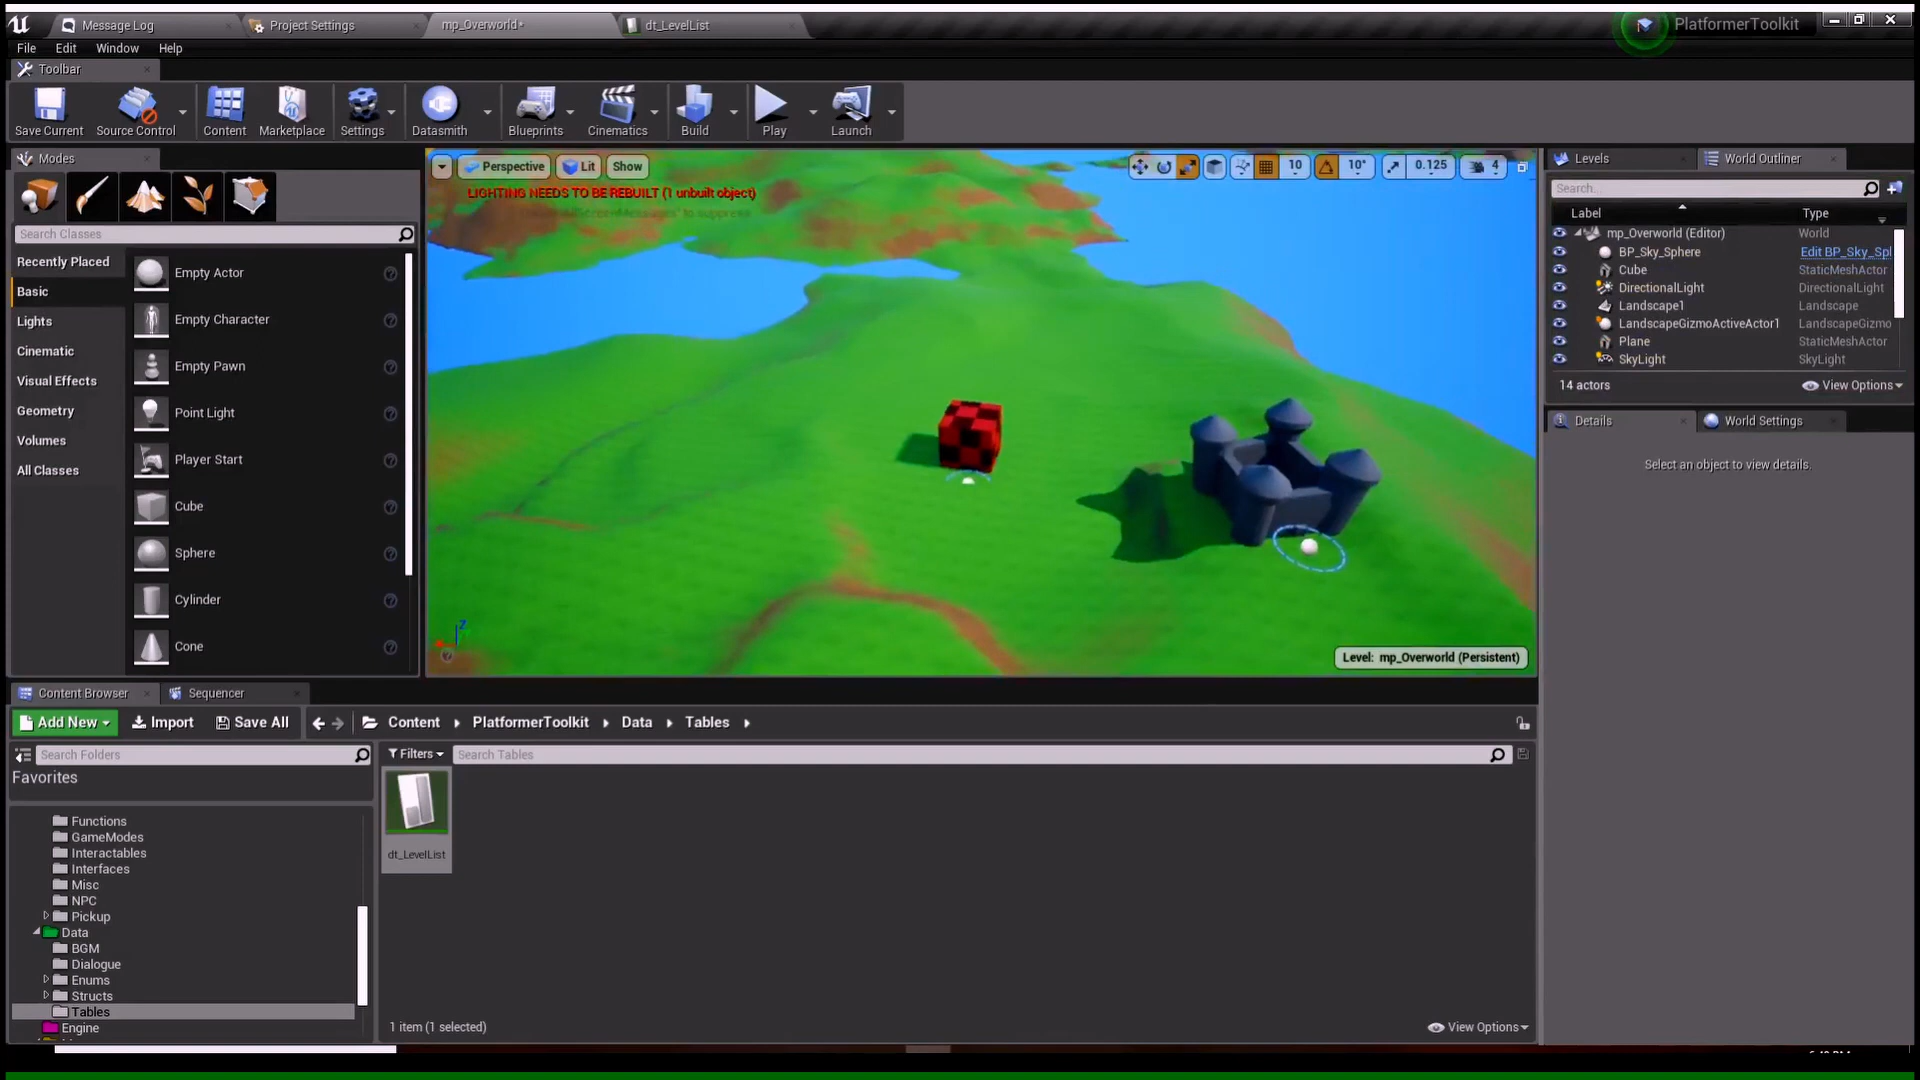 Message Log
Project Settings
mp_Overworld*
dt_LevelList
PlatformerToolkit
File Edit Window Help
Toolbar
Save Current
Source Control
Content
Marketplace
Settings
Datasmith
Blueprints
Cinematics
Build
Play
Launch
Modes
Search Classes
Recently Placed
Basic
Lights
Cinematic
Visual Effects
Geometry
Volumes
All Classes
Empty Actor
Empty Character
Empty Pawn
Point Light
Player Start
Cube
Sphere
Cylinder
Cone
Perspective Lit Show
10 10° 0.125 4
LIGHTING NEEDS TO BE REBUILT (1 unbuilt object)
Z
Level: mp_Overworld (Persistent)
Levels
World Outliner
Search...
Label Type
mp_Overworld (Editor) World
BP_Sky_Sphere Edit BP_Sky_Spl
Cube StaticMeshActor
DirectionalLight DirectionalLight
Landscape1 Landscape
LandscapeGizmoActiveActor1 LandscapeGizmo
Plane StaticMeshActor
SkyLight SkyLight
14 actors View Options
Details
World Settings
Select an object to view details.
Content Browser
Sequencer
Add New Import Save All Content PlatformerToolkit Data Tables
Search Folders
Filters Search Tables
Favorites
Functions
GameModes
Interactables
Interfaces
Misc
NPC
Pickup
Data
BGM
Dialogue
Enums
Structs
Tables
Engine
dt_LevelList
1 item (1 selected)
View Options